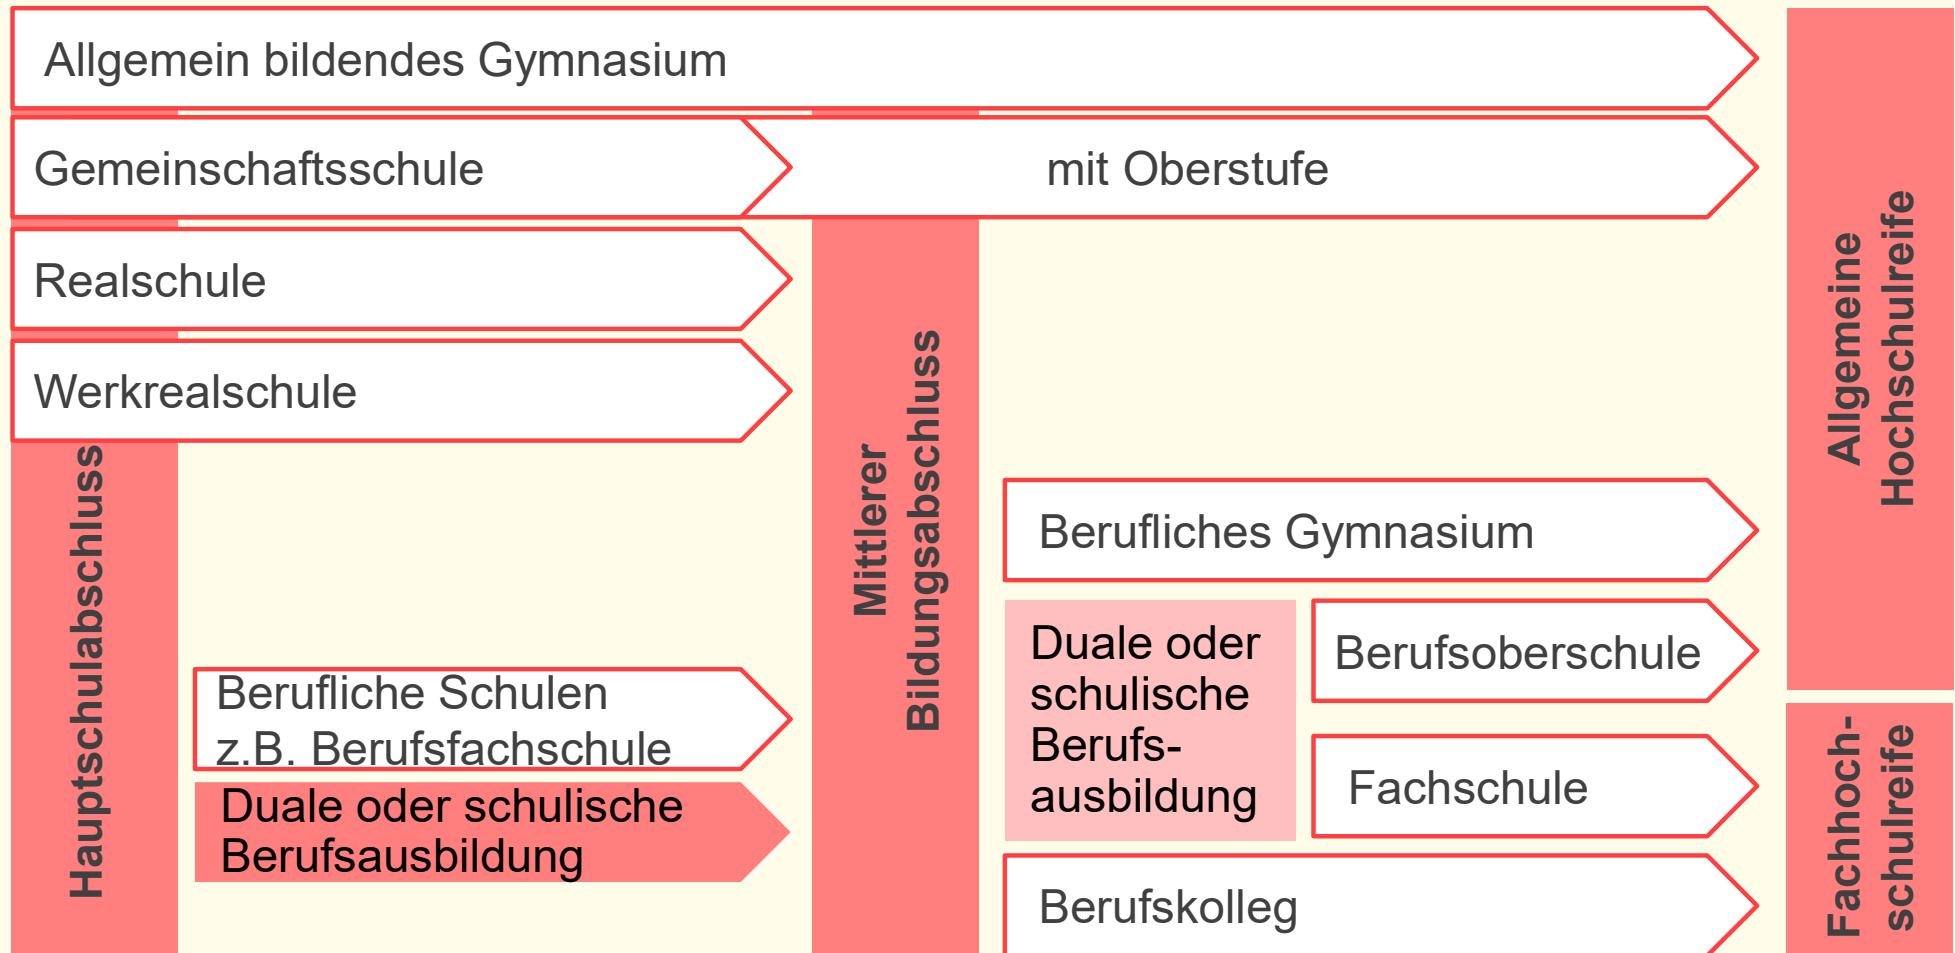 Allgemein bildendes Gymnasium
Gemeinschaftsschule
mit Oberstufe
Realschule
Werkrealschule
Hauptschulabschluss
Berufliche Schulen
z.B. Berufsfachschule
Duale oder schulische
Berufsausbildung
Mittlerer
Bildungsabschluss
Berufliches Gymnasium
Duale oder
schulische
Berufs-
ausbildung
Berufsoberschule
Fachschule
Berufskolleg
Allgemeine
Hochschulreife
Fachhoch-
schulreife